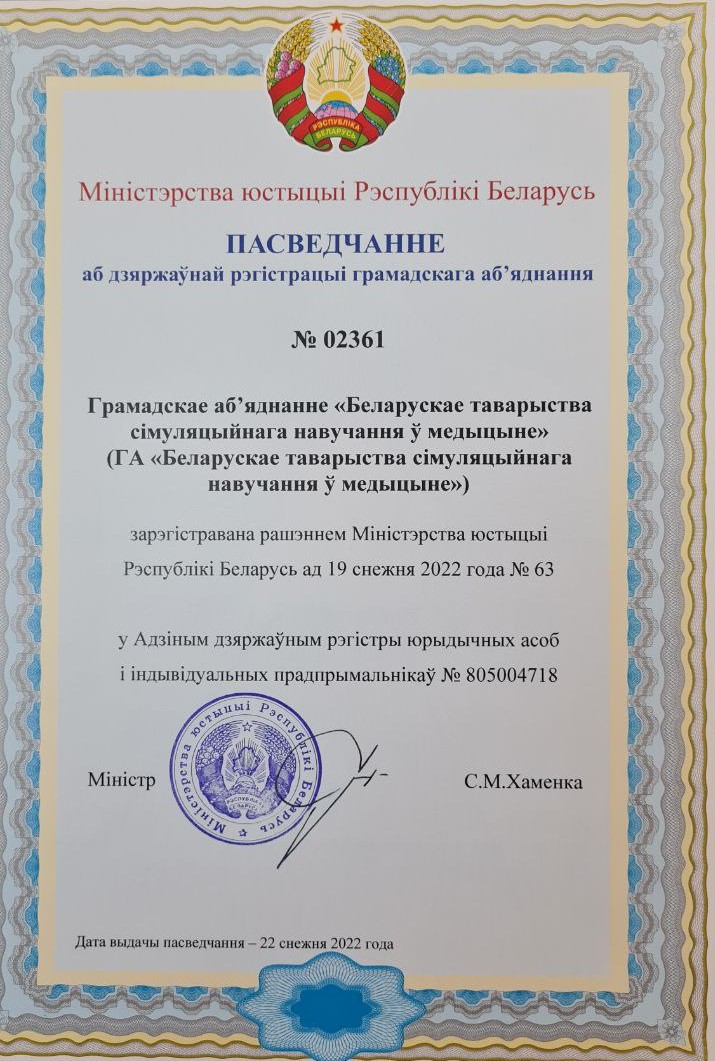 РЭСПУБЛІКА
БЕЛАРУСЬ
Міністэрства юстыцыі Рэспублікі Беларусь
ПАСВЕДЧАННЕ
аб дзяржаўнай рэгістрацыі грамадскага аб’яднання
№ 02361
Грамадскае аб’яднанне «Беларускае таварыства
сімуляцыйнага навучання ў медыцыне»
(ГА «Беларускае таварыства сімуляцыйнага
навучання ў медыцыне»)
зарэгістравана рашэннем Міністэрства юстыцыі
Рэспублікі Беларусь ад 19 снежня 2022 года № 63
у Адзіным дзяржаўным рэгістры юрыдычных асоб
і індывідуальных прадпрымальнікаў № 805004718
Міністэрства юстыцыі Рэспублікі Беларусь
РЭСПУБЛІКА
БЕЛАРУСЬ
Міністр
С.М.Хаменка
Дата выдачы пасведчання – 22 снежня 2022 года